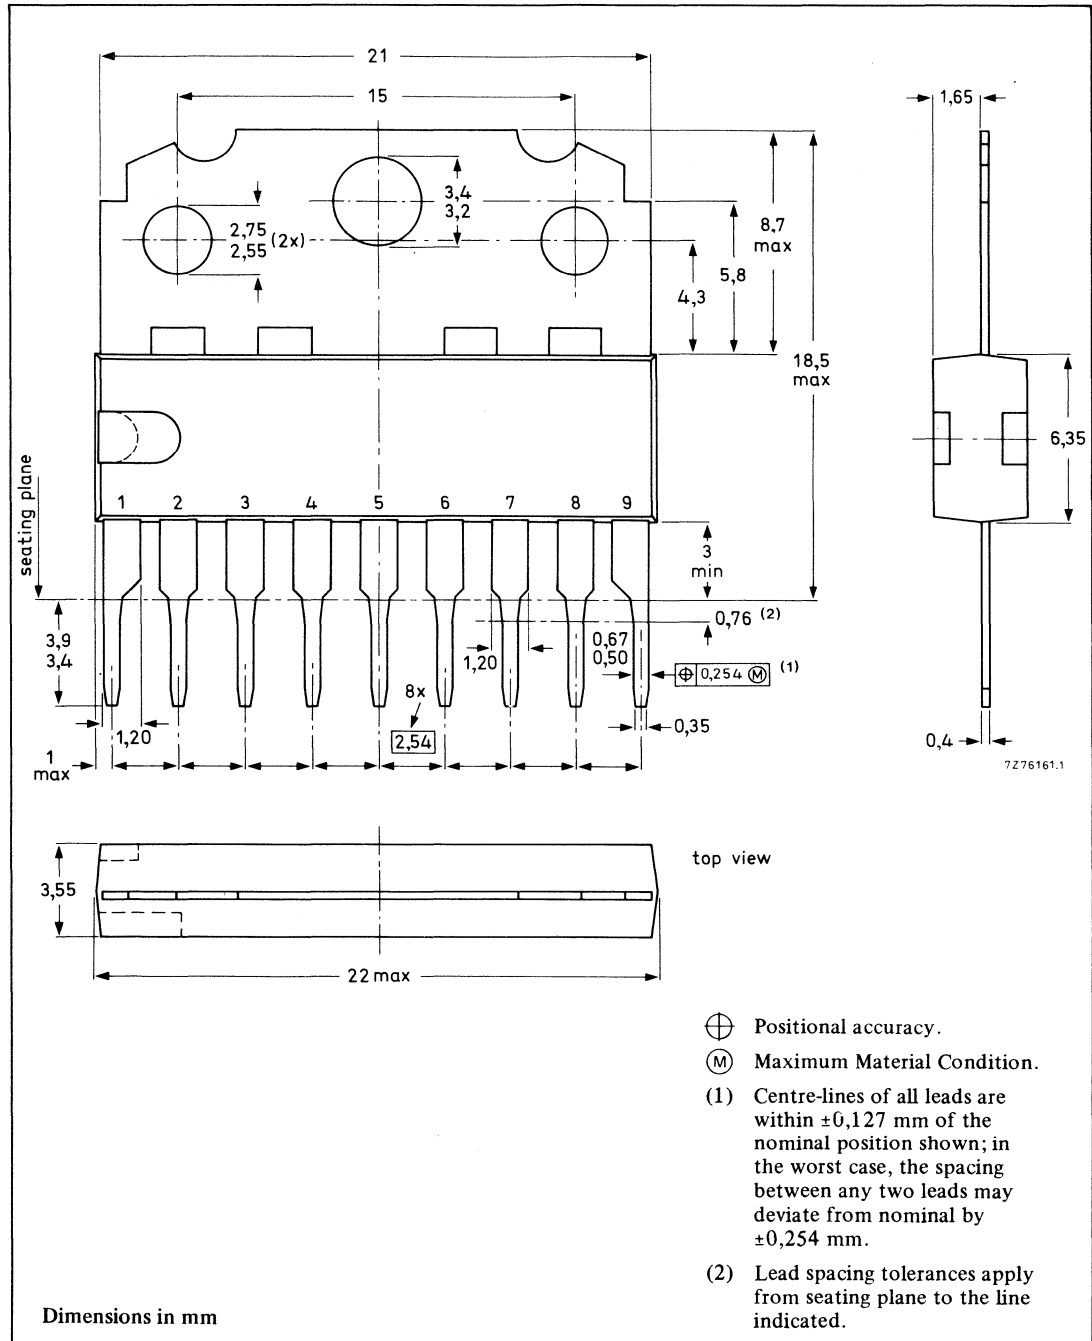 21
15
1,65
3,4
3,2
2,75
2,55 (2x)
8,7
max
5,8
4,3
18,5
max
6,35
seating plane
1 2 3 4 5 6 7 8 9
3
min
0,76 (2)
3,9
3,4
0,67
0,50
1,20
⌖ 0,254 Ⓜ (1)
8x
2,54
1,20
0,35
0,4
1
max
7Z76161.1
top view
3,55
22 max
⌖ Positional accuracy.
Ⓜ Maximum Material Condition.
(1) Centre-lines of all leads are
within ±0,127 mm of the
nominal position shown; in
the worst case, the spacing
between any two leads may
deviate from nominal by
±0,254 mm.
(2) Lead spacing tolerances apply
from seating plane to the line
indicated.
Dimensions in mm